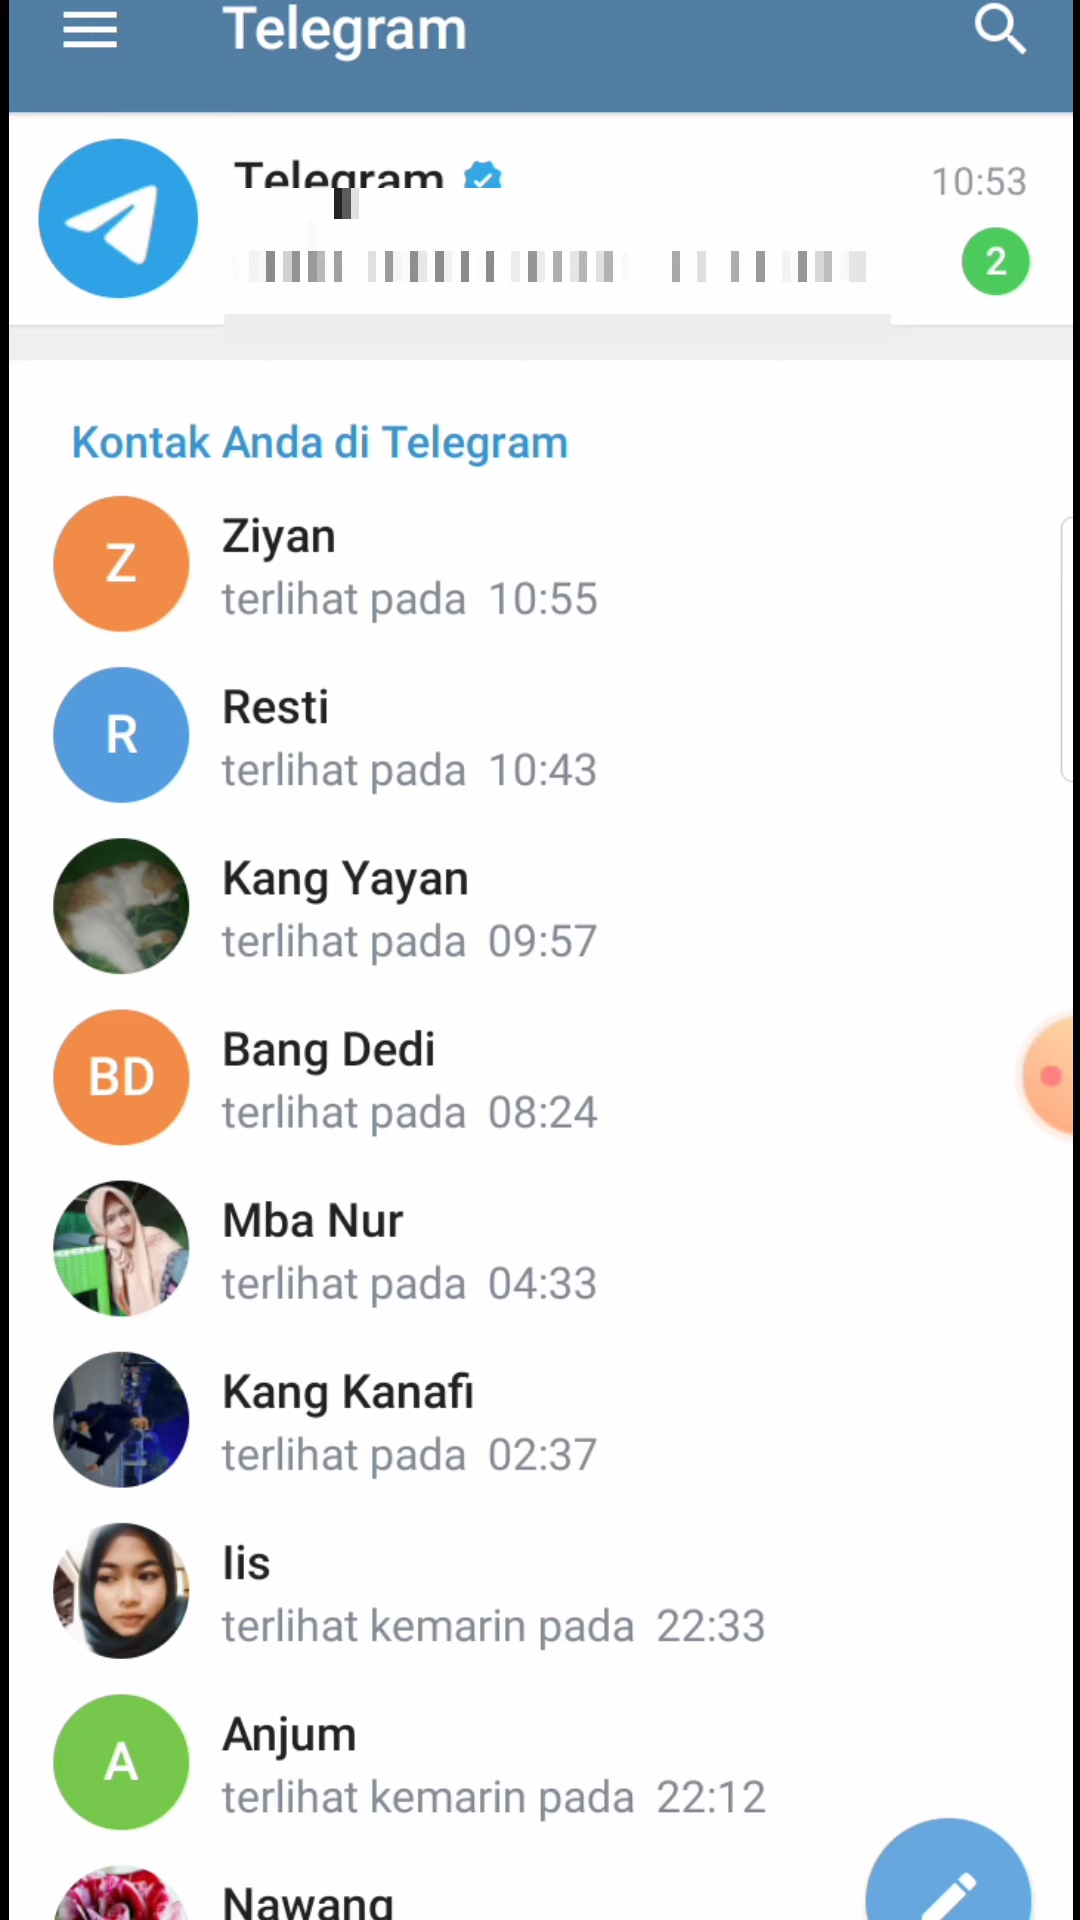 Telegram
Telegram
10:53
2
Kontak Anda di Telegram
Z
Ziyan
terlihat pada 10:55
R
Resti
terlihat pada 10:43
Kang Yayan
terlihat pada 09:57
BD
Bang Dedi
terlihat pada 08:24
Mba Nur
terlihat pada 04:33
Kang Kanafi
terlihat pada 02:37
Iis
terlihat kemarin pada 22:33
A
Anjum
terlihat kemarin pada 22:12
Nawang